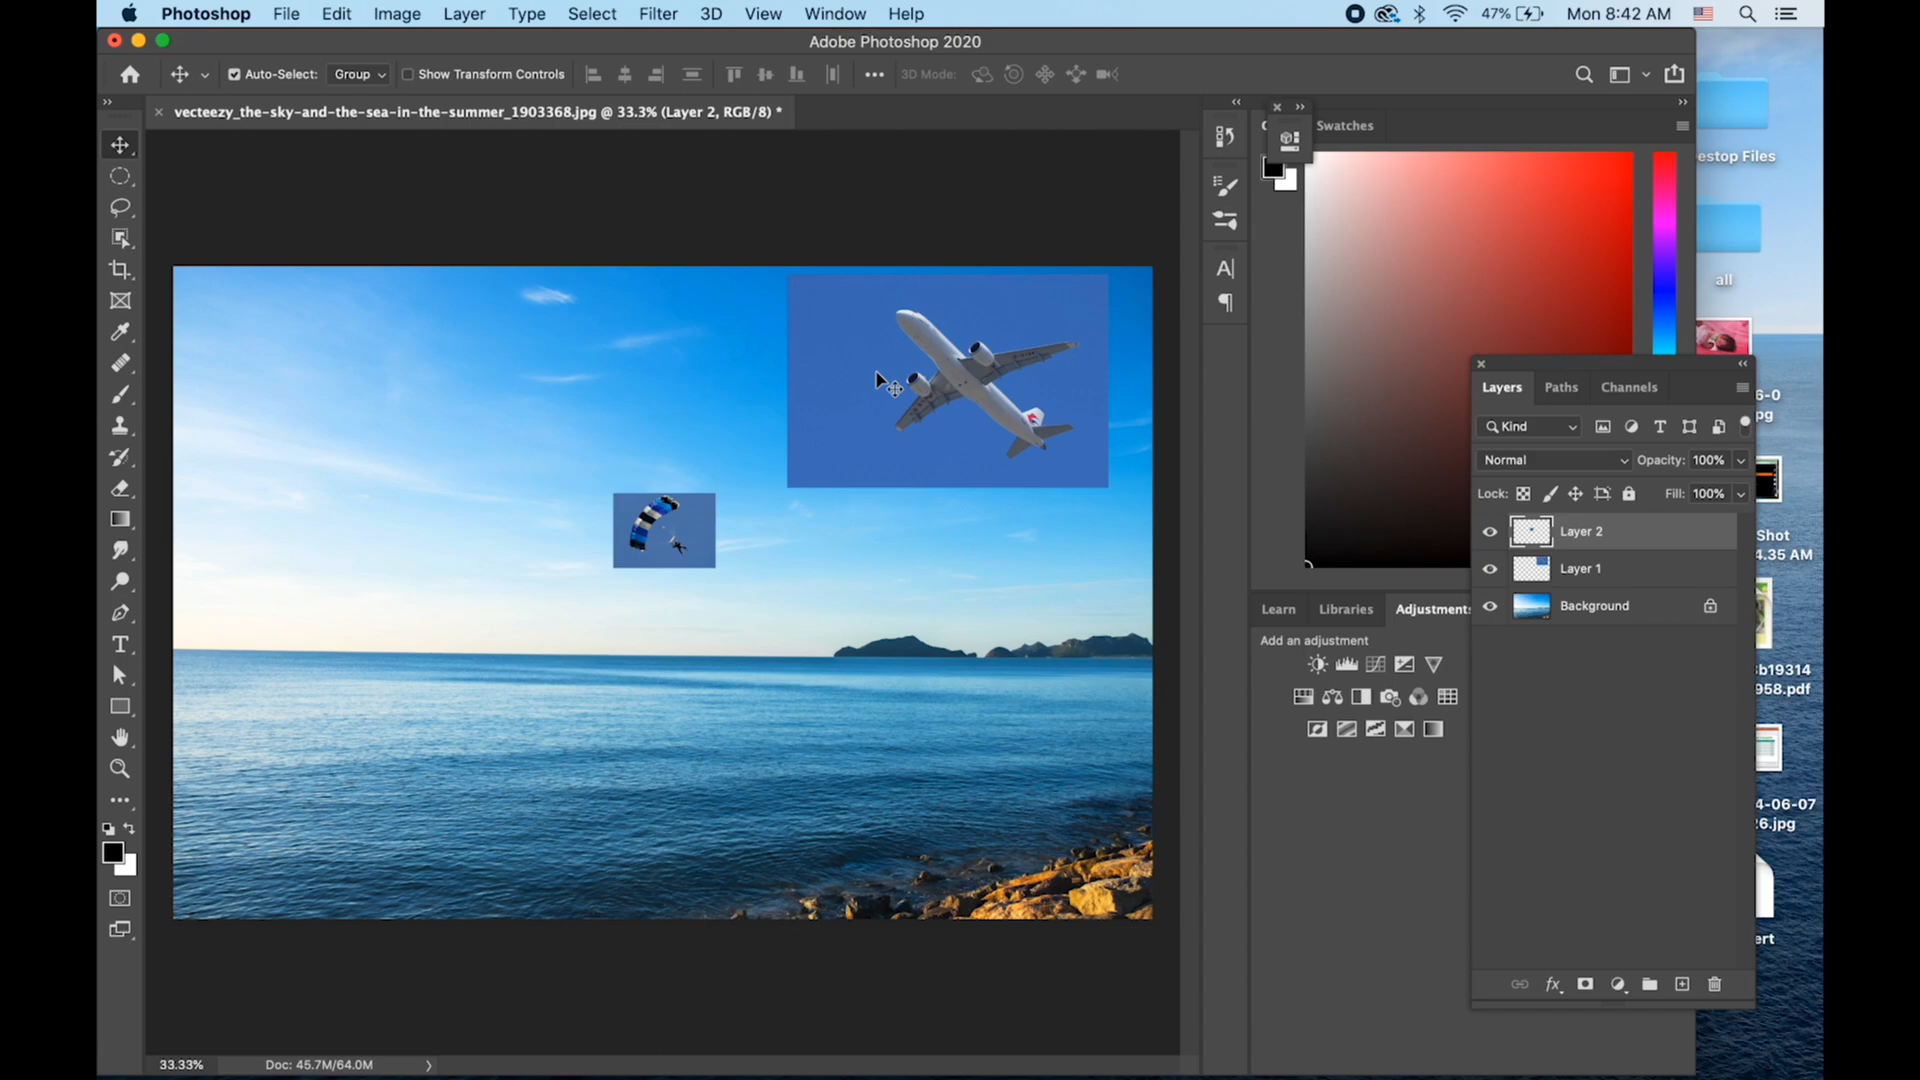 Photoshop File Edit Image Layer Type Select Filter 3D View Window Help 47% Mon 8:42 AM
Adobe Photoshop 2020
Auto-Select: Group Show Transform Controls 3D Mode:
vecteezy_the-sky-and-the-sea-in-the-summer_1903368.jpg @ 33.3% (Layer 2, RGB/8) *
Swatches
estop Files
all
Layers Paths Channels
6-0
pg
Kind
Normal Opacity: 100%
Lock: Fill: 100%
Layer 2
Shot
4.35 AM
Layer 1
Background
Learn Libraries Adjustments
Add an adjustment
b19314
958.pdf
4-06-07
26.jpg
ert
33.33% Doc: 45.7M/64.0M